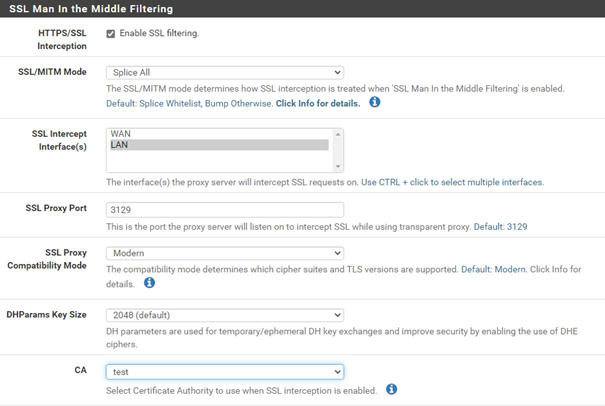 SSL Man In the Middle Filtering
HTTPS/SSL
Interception
Enable SSL filtering.
SSL/MITM Mode
Splice All
The SSL/MITM mode determines how SSL interception is treated when 'SSL Man In the Middle Filtering' is enabled.
Default: Splice Whitelist, Bump Otherwise. Click Info for details.
SSL Intercept
Interface(s)
WAN
LAN
The interface(s) the proxy server will intercept SSL requests on. Use CTRL + click to select multiple interfaces.
SSL Proxy Port
3129
This is the port the proxy server will listen on to intercept SSL while using transparent proxy. Default: 3129
SSL Proxy
Compatibility Mode
Modern
The compatibility mode determines which cipher suites and TLS versions are supported. Default: Modern. Click Info for
details.
DHParams Key Size
2048 (default)
DH parameters are used for temporary/ephemeral DH key exchanges and improve security by enabling the use of DHE
ciphers.
CA
test
Select Certificate Authority to use when SSL interception is enabled.